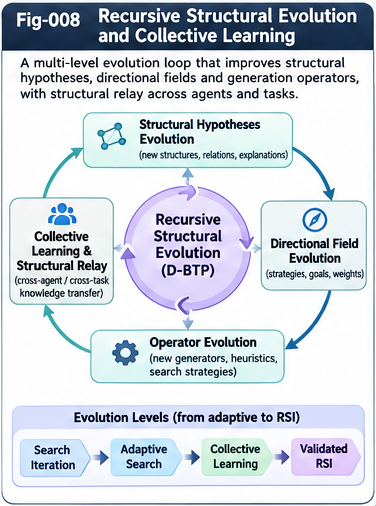 Fig-008
Recursive Structural Evolution
and Collective Learning
A multi-level evolution loop that improves structural
hypotheses, directional fields and generation operators,
with structural relay across agents and tasks.
Structural Hypotheses
Evolution
(new structures, relations, explanations)
Collective
Learning &
Structural Relay
(cross-agent / cross-task
knowledge transfer)
Recursive
Structural
Evolution
(D-BTP)
Directional Field
Evolution
(strategies, goals, weights)
Operator Evolution
(new generators, heuristics,
search strategies)
Evolution Levels (from adaptive to RSI)
Search
Iteration
Adaptive
Search
Collective
Learning
Validated
RSI